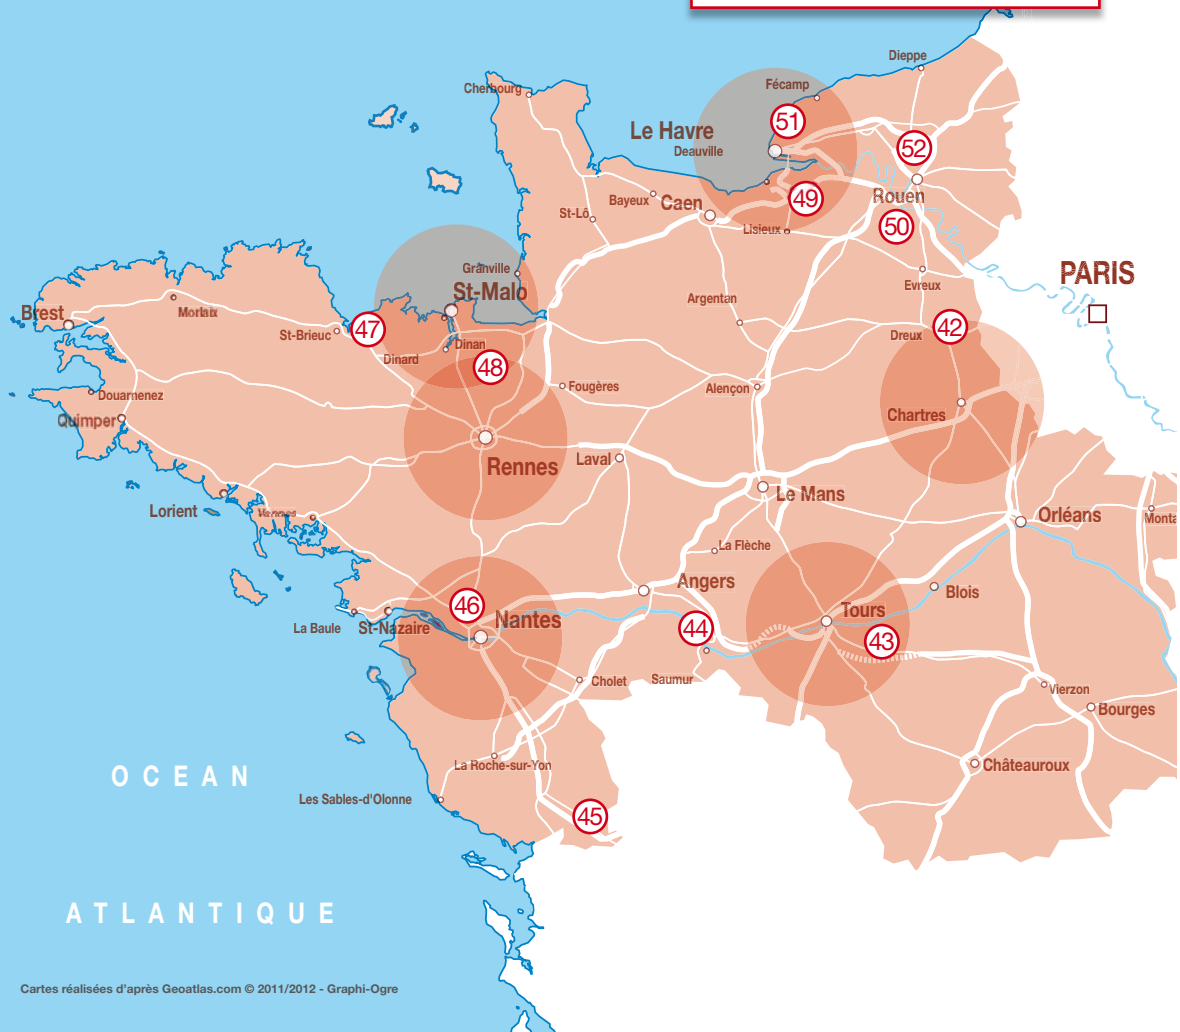 Dieppe
Cherbourg
Fécamp
51
Le Havre
Deauville
52
Rouen
49
Bayeux
Caen
St-Lô
Lisieux
50
Granville
PARIS
St-Malo
Evreux
Argentan
Brest
Morlaix
47
St-Brieuc
42
Dreux
Dinan
Dinard
48
Fougères
Alençon
Douarnenez
Chartres
Quimper
Rennes
Laval
Le Mans
Lorient
Vannes
Orléans
Monta
La Flèche
Angers
Blois
46
Tours
Nantes
La Baule
St-Nazaire
44
43
Cholet
Saumur
Vierzon
Bourges
La Roche-sur-Yon
Châteauroux
OCEAN
Les Sables-d'Olonne
45
ATLANTIQUE
Cartes réalisées d'après Geoatlas.com © 2011/2012 - Graphi-Ogre